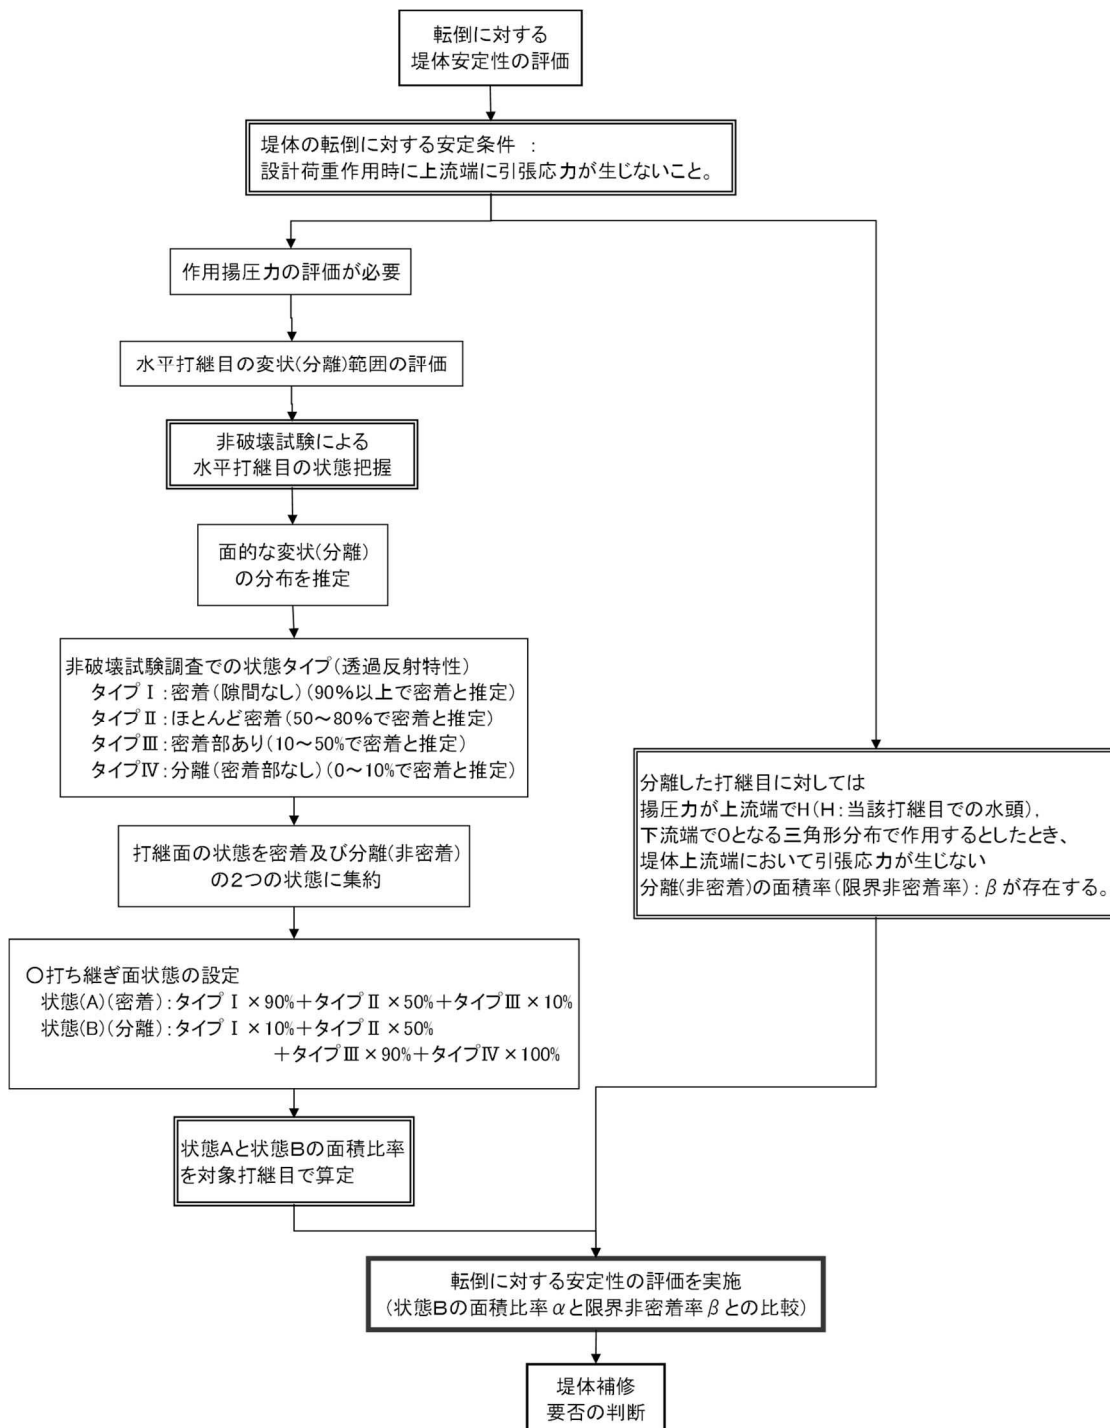 転倒に対する
堤体安定性の評価
堤体の転倒に対する安定条件 :
設計荷重作用時に上流端に引張応力が生じないこと。
作用揚圧力の評価が必要
水平打継目の変状(分離)範囲の評価
非破壊試験による
水平打継目の状態把握
面的な変状(分離)
の分布を推定
非破壊試験調査での状態タイプ(透過反射特性)
タイプⅠ:密着(隙間なし)(90%以上で密着と推定)
タイプⅡ:ほとんど密着(50~80%で密着と推定)
タイプⅢ:密着部あり(10~50%で密着と推定)
タイプⅣ:分離(密着部なし)(0~10%で密着と推定)
打継面の状態を密着及び分離(非密着)
の2つの状態に集約
○打ち継ぎ面状態の設定
状態(A)(密着):タイプⅠ×90%+タイプⅡ×50%+タイプⅢ×10%
状態(B)(分離):タイプⅠ×10%+タイプⅡ×50%
+タイプⅢ×90%+タイプⅣ×100%
状態Aと状態Bの面積比率
を対象打継目で算定
分離した打継目に対しては
揚圧力が上流端でH(H:当該打継目での水頭),
下流端で0となる三角形分布で作用するとしたとき、
堤体上流端において引張応力が生じない
分離(非密着)の面積率(限界非密着率):βが存在する。
転倒に対する安定性の評価を実施
(状態Bの面積比率αと限界非密着率βとの比較)
堤体補修
要否の判断